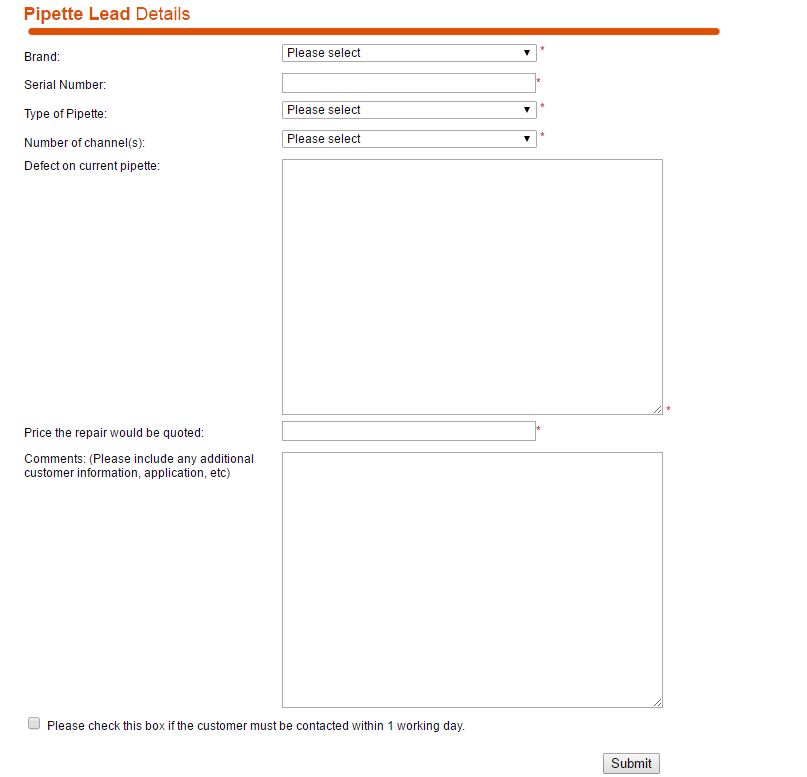 Pipette Lead Details
Brand: Please select ▼ *
Serial Number: *
Type of Pipette: Please select ▼ *
Number of channel(s): Please select ▼ *
Defect on current pipette:
*
Price the repair would be quoted: *
Comments: (Please include any additional
customer information, application, etc)
Please check this box if the customer must be contacted within 1 working day.
Submit